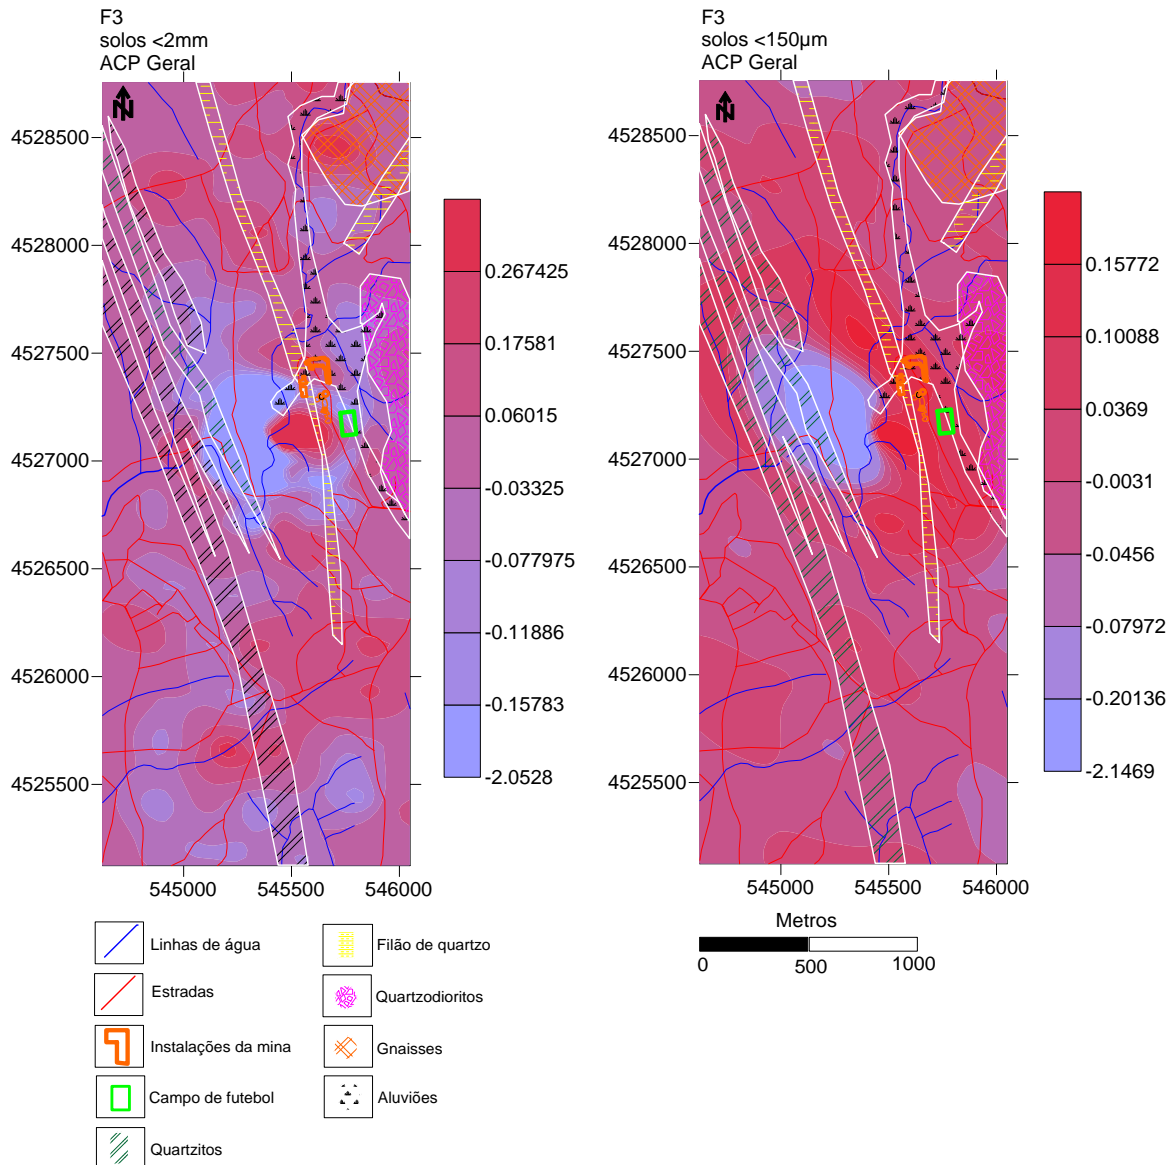 F3
solos <2mm
ACP Geral
N
4528500
4528000
4527500
4527000
4526500
4526000
4525500
545000 545500 546000
0.267425
0.17581
0.06015
-0.03325
-0.077975
-0.11886
-0.15783
-2.0528
F3
solos <150µm
ACP Geral
N
4528500
4528000
4527500
4527000
4526500
4526000
4525500
545000 545500 546000
0.15772
0.10088
0.0369
-0.0031
-0.0456
-0.07972
-0.20136
-2.1469
Linhas de água
Estradas
Instalações da mina
Campo de futebol
Quartzitos
Filão de quartzo
Quartzodioritos
Gnaisses
Aluviões
Metros
0 500 1000